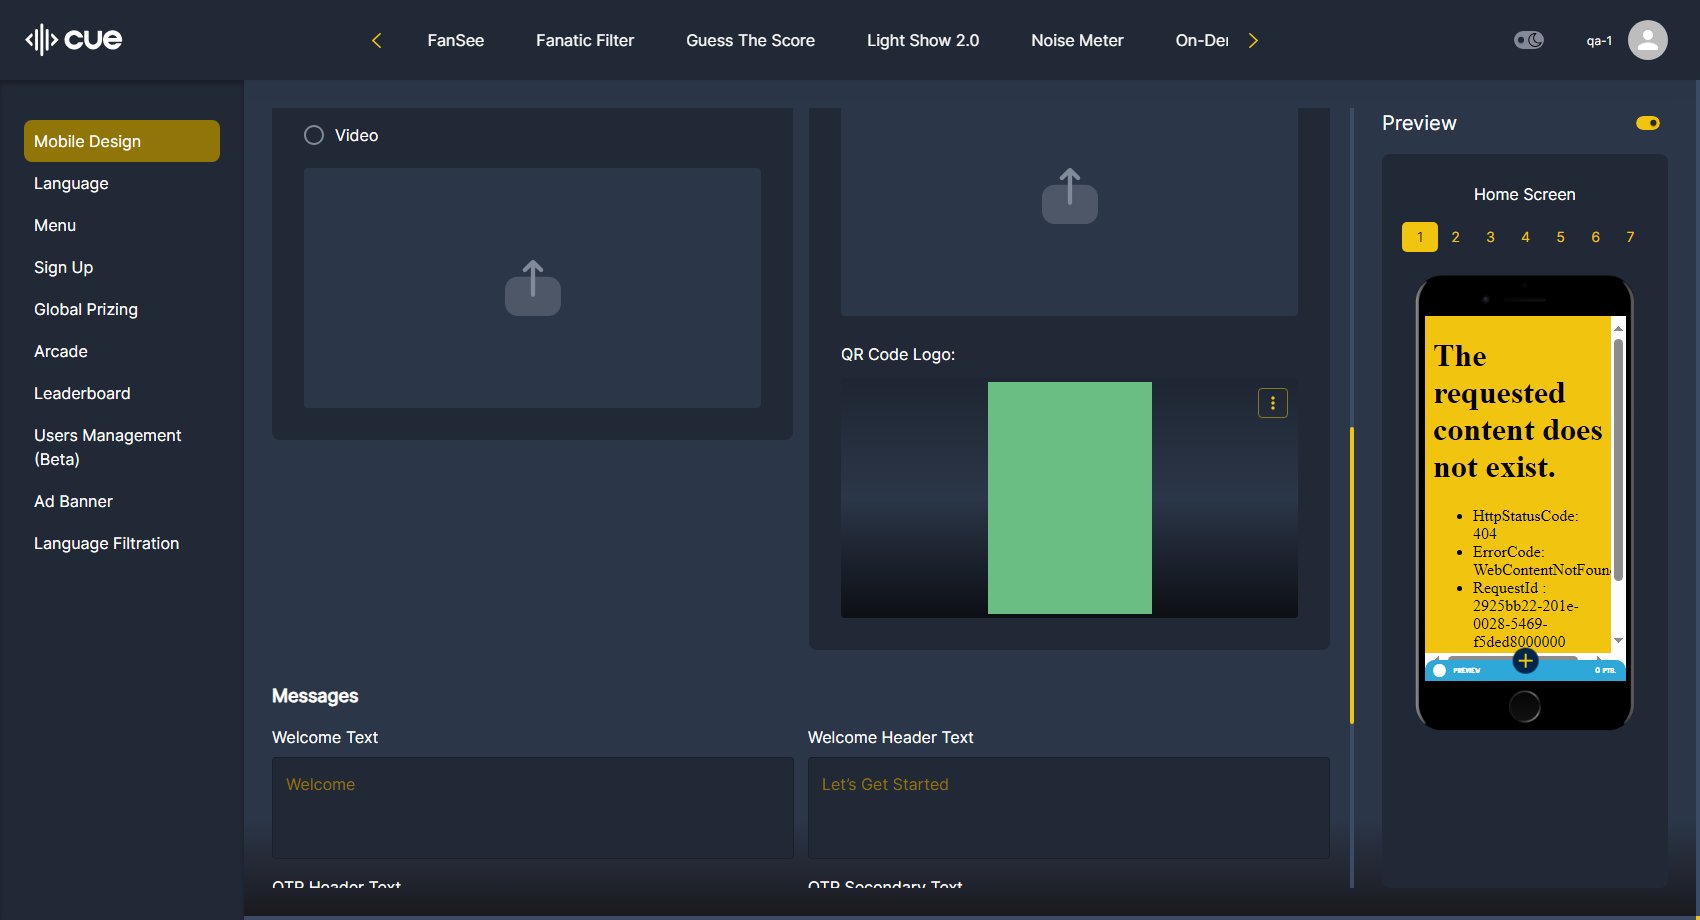 cue
FanSee
Fanatic Filter
Guess The Score
Light Show 2.0
Noise Meter
On-De
qa-1
Mobile Design
Language
Menu
Sign Up
Global Prizing
Arcade
Leaderboard
Users Management
(Beta)
Ad Banner
Language Filtration
Video
QR Code Logo:
Messages
Welcome Text
Welcome Header Text
Welcome
Let's Get Started
OTP Header Text
OTP Secondary Text
Preview
Home Screen
1 2 3 4 5 6 7
The
requested
content does
not exist.
HttpStatusCode:
404
ErrorCode:
WebContentNotFoun
RequestId :
2925bb22-201e-
0028-5469-
f5ded8000000
PREVIEW
0 PTS.